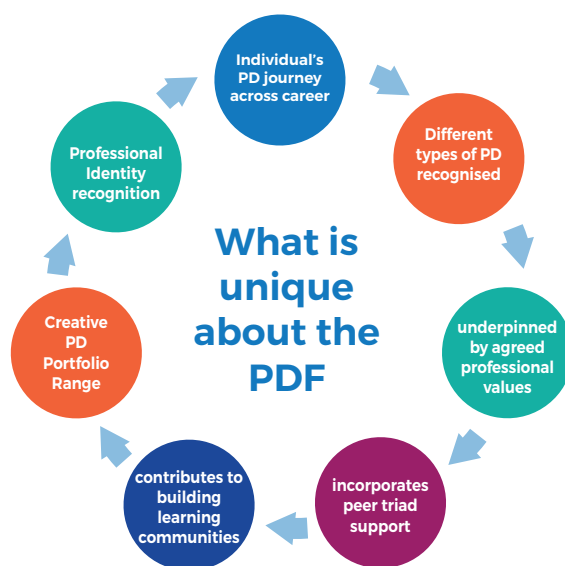 Individual's
PD journey
across career
Different
types of PD
recognised
underpinned
by agreed
professional
values
incorporates
peer triad
support
contributes to
building
learning
communities
Creative
PD
Portfolio
Range
Professional
Identity
recognition
What is
unique
about the
PDF